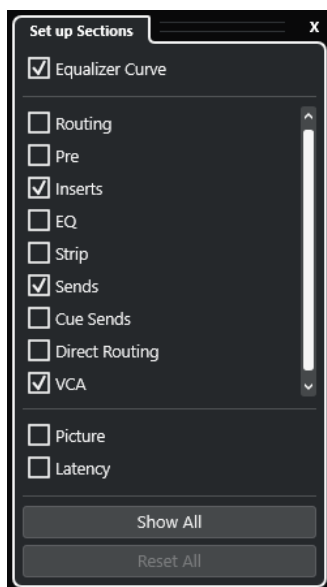 Set up Sections
X
Equalizer Curve
Routing
Pre
Inserts
EQ
Strip
Sends
Cue Sends
Direct Routing
VCA
Picture
Latency
Show All
Reset All